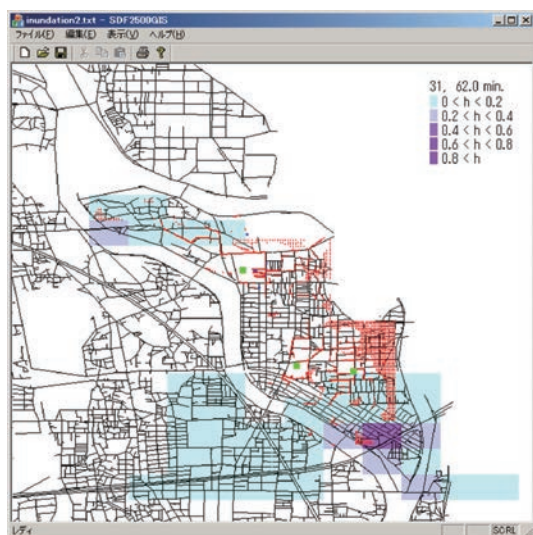 inundation2.txt - SDF2500GIS
ファイル(F) 編集(E) 表示(V) ヘルプ(H)
31, 62.0 min.
0 < h < 0.2
0.2 < h < 0.4
0.4 < h < 0.6
0.6 < h < 0.8
0.8 < h
レディ
SCRL